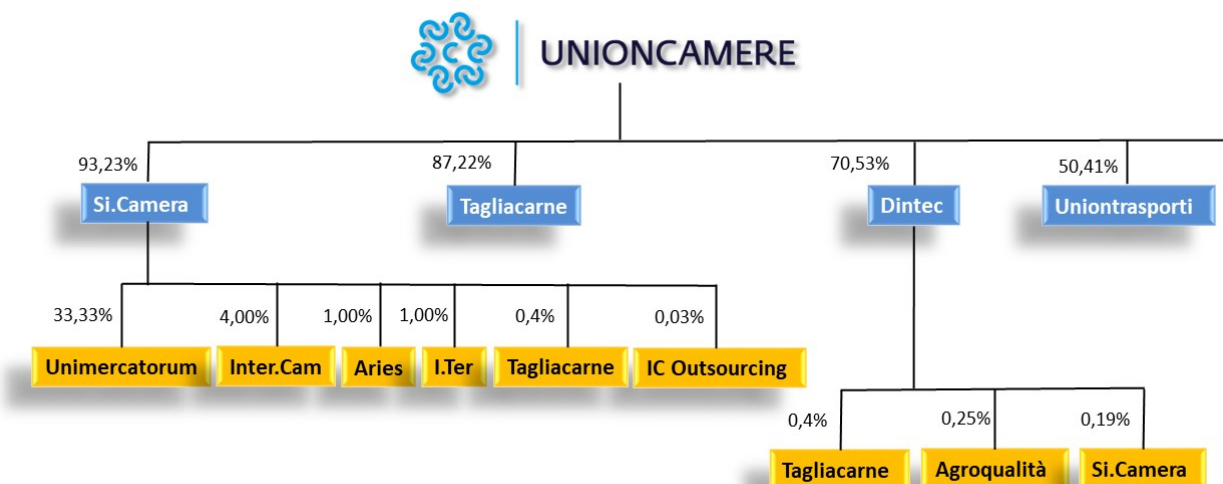 UNIONCAMERE
93,23%
87,22%
70,53%
50,41%
Si.Camera
Tagliacarne
Dintec
Uniontrasporti
33,33%
4,00%
1,00%
1,00%
0,4%
0,03%
Unimercatorum
Inter.Cam
Aries
I.Ter
Tagliacarne
IC Outsourcing
0,4%
0,25%
0,19%
Tagliacarne
Agroqualità
Si.Camera